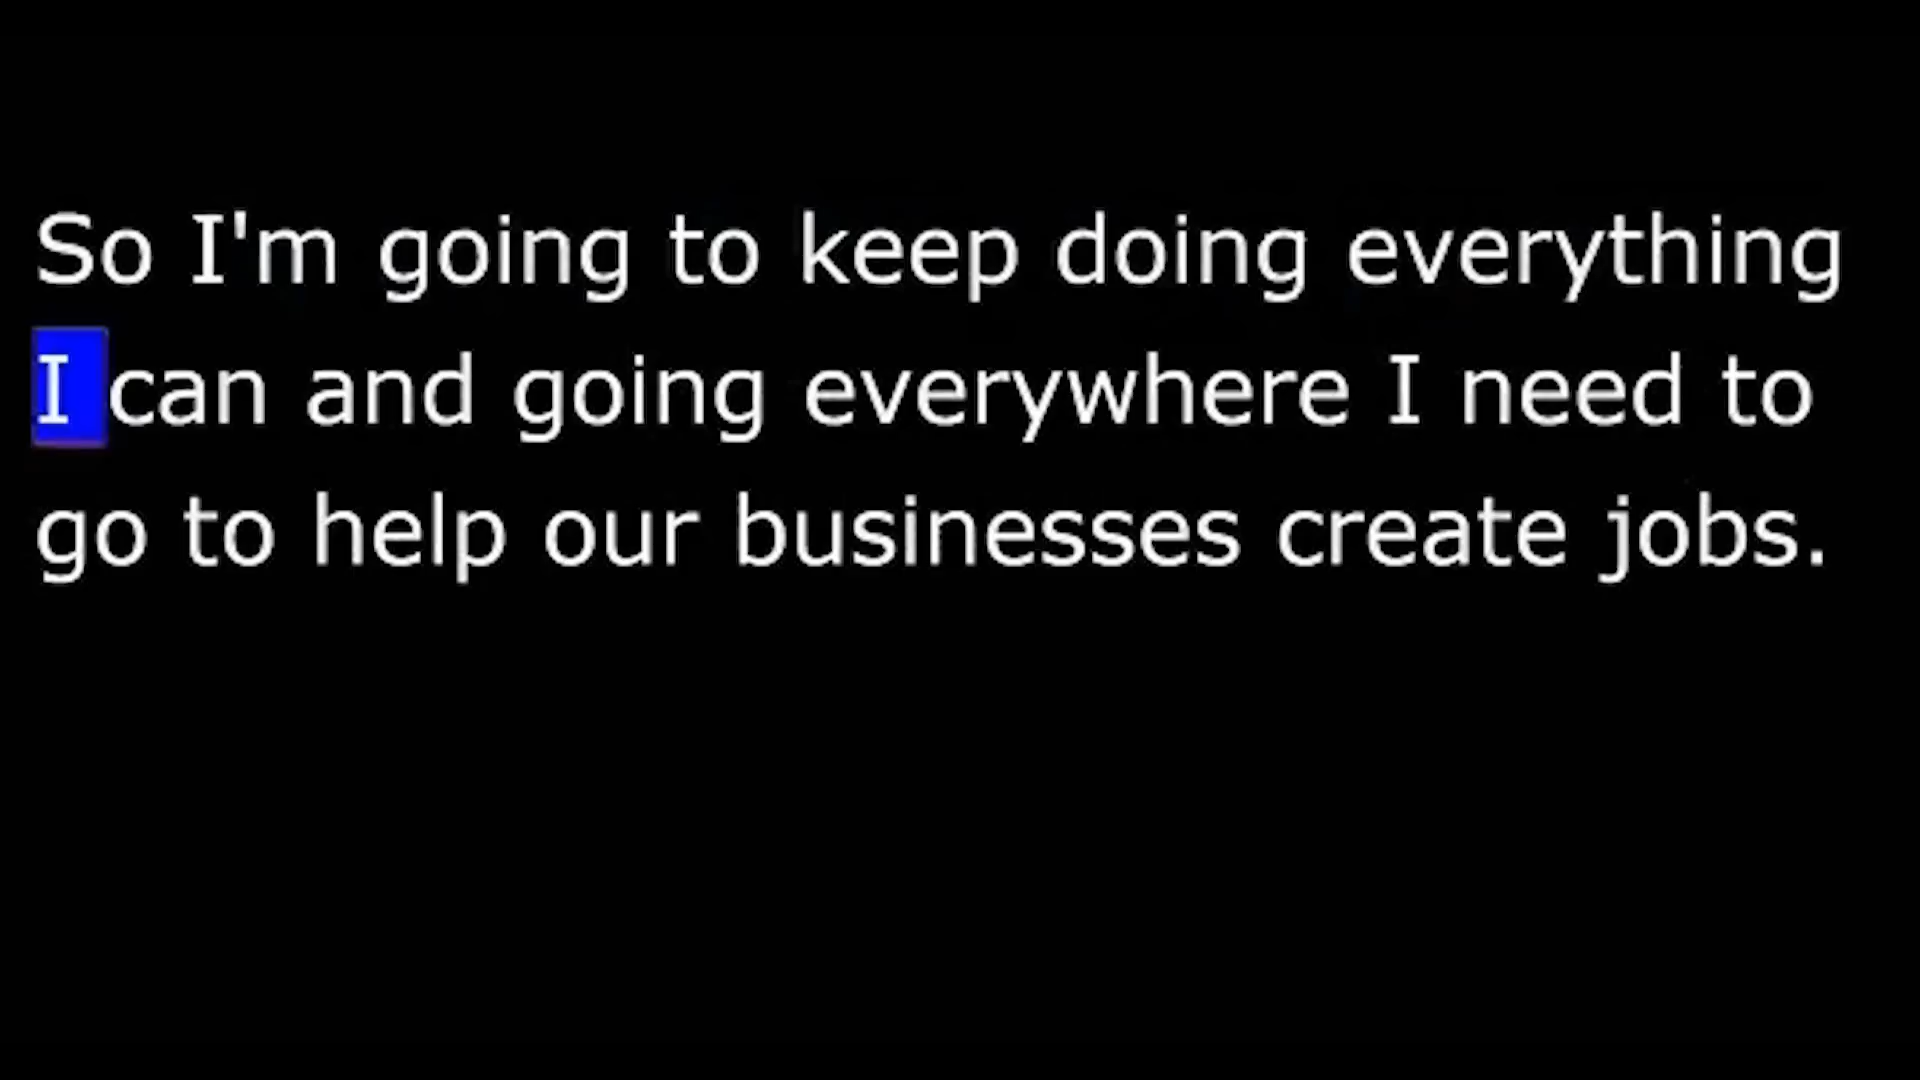 So I'm going to keep doing everything
I can and going everywhere I need to
go to help our businesses create jobs.